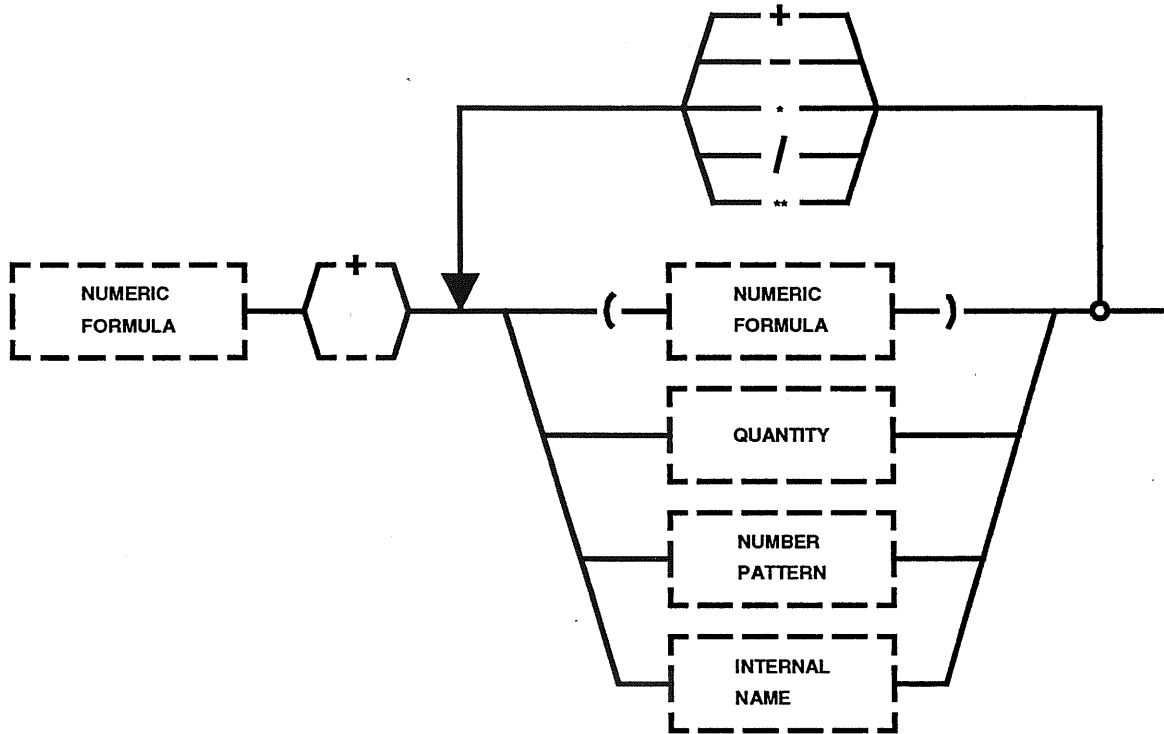 +
-
*
/
**
NUMERIC
FORMULA
+
-
(
NUMERIC
FORMULA
)
QUANTITY
NUMBER
PATTERN
INTERNAL
NAME